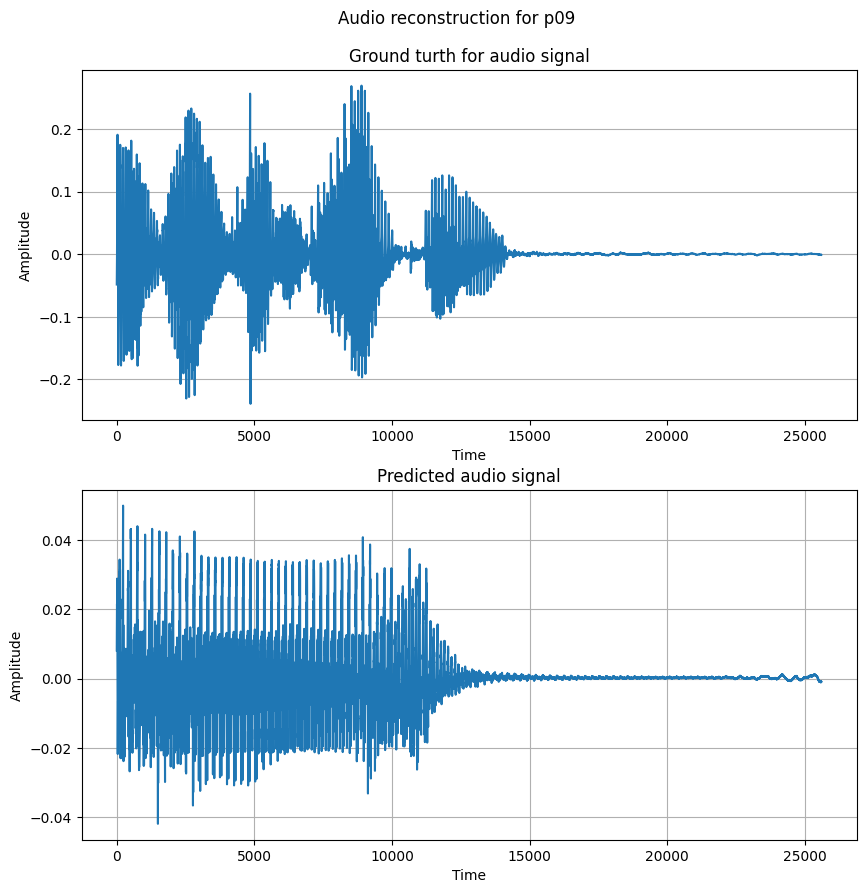 Audio reconstruction for p09
Ground turth for audio signal
Amplitude
0.2
0.1
0.0
−0.1
−0.2
0 5000 10000 15000 20000 25000
Time
Predicted audio signal
Amplitude
0.04
0.02
0.00
−0.02
−0.04
0 5000 10000 15000 20000 25000
Time